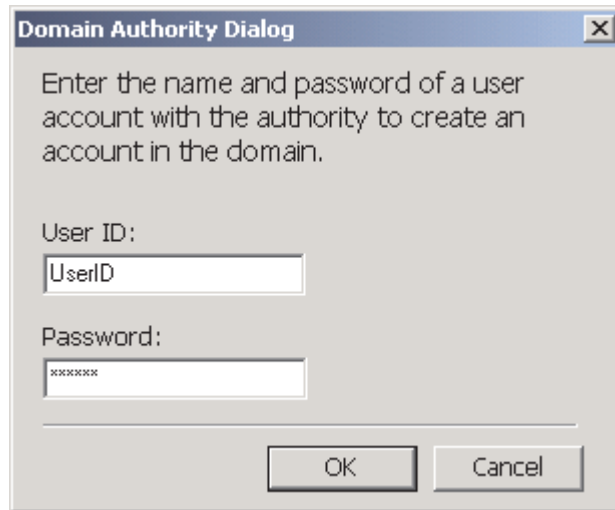 Domain Authority Dialog
Enter the name and password of a user
account with the authority to create an
account in the domain.
User ID:
UserID
Password:
******
OK Cancel